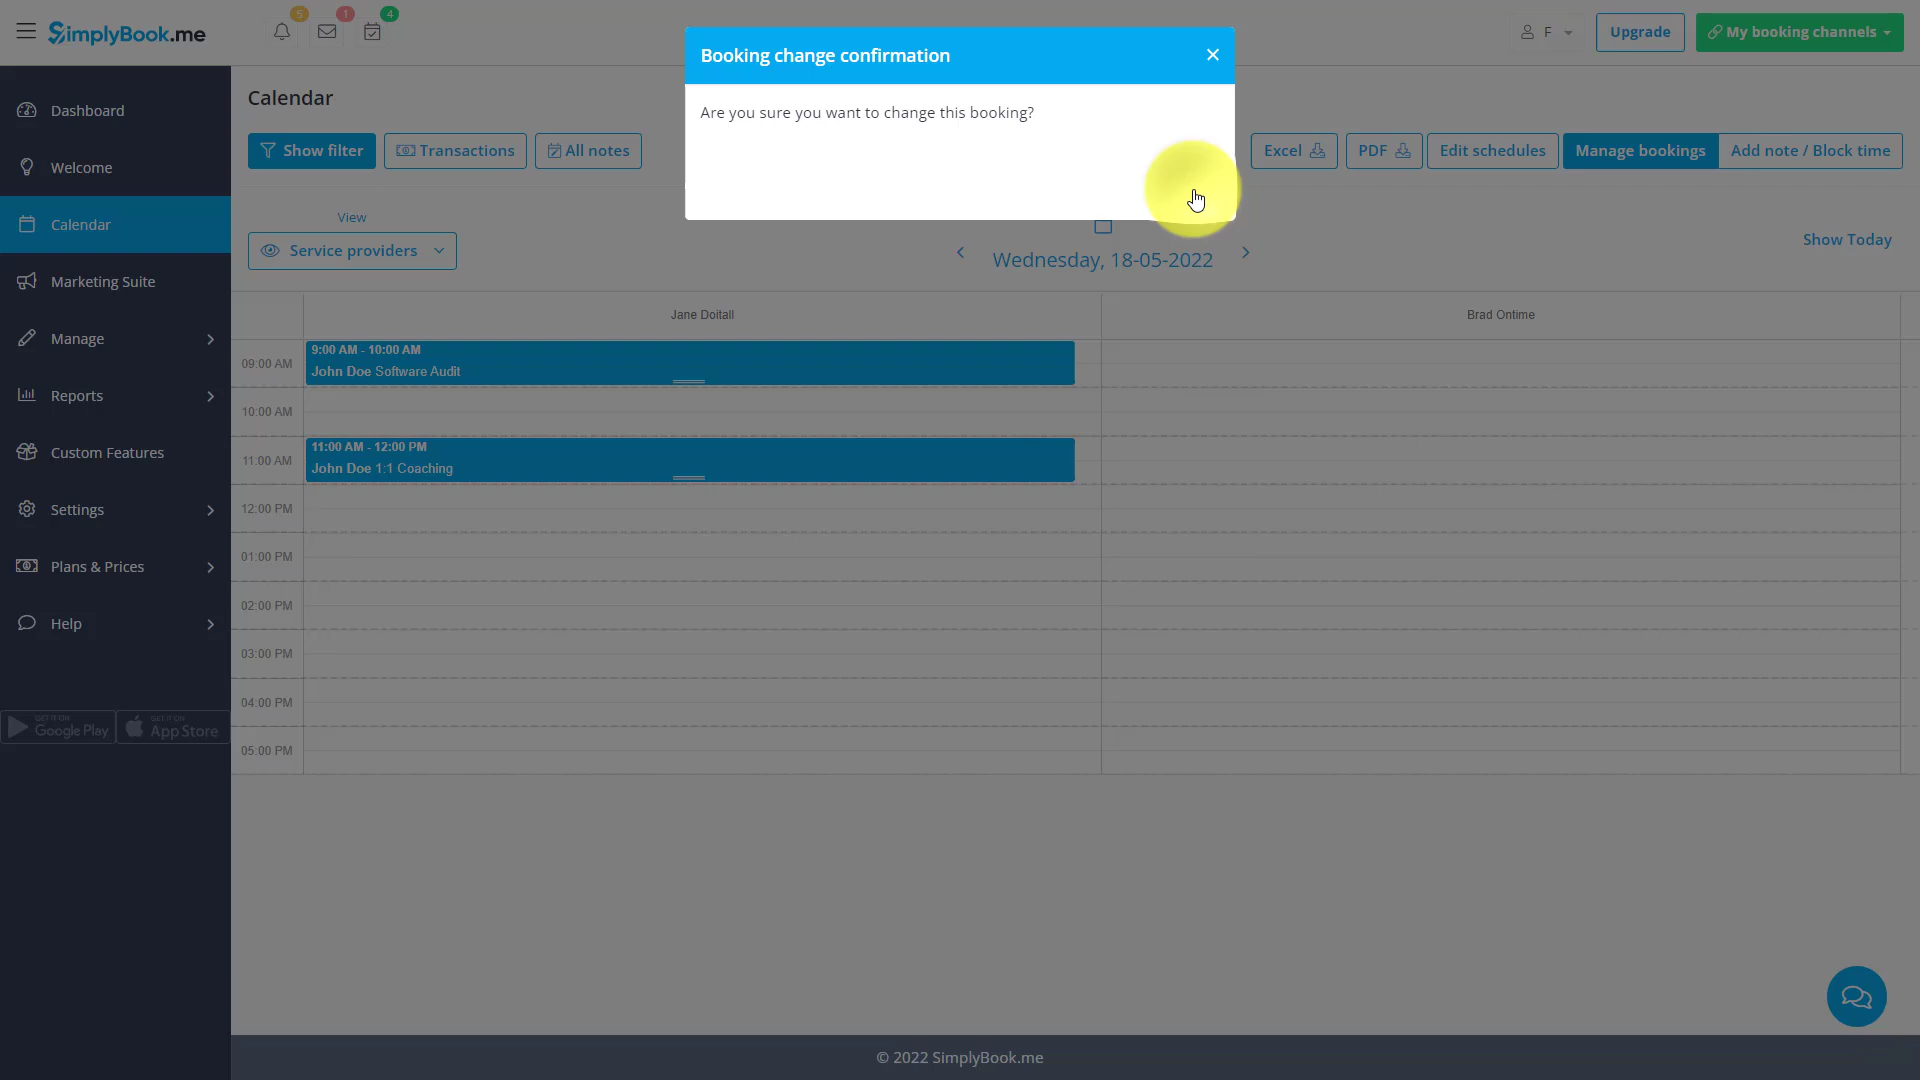 SimplyBook.me
5
1
4
F
Upgrade
My booking channels
Booking change confirmation
Are you sure you want to change this booking?
Dashboard
Welcome
Calendar
Marketing Suite
Manage
Reports
Custom Features
Settings
Plans & Prices
Help
GET IT ON
Google Play
GET IT ON
App Store
Calendar
Show filter
Transactions
All notes
Excel
PDF
Edit schedules
Manage bookings
Add note / Block time
View
Service providers
Wednesday, 18-05-2022
Show Today
Jane Doitall
Brad Ontime
09:00 AM
9:00 AM - 10:00 AM
John Doe Software Audit
10:00 AM
11:00 AM
11:00 AM - 12:00 PM
John Doe 1:1 Coaching
12:00 PM
01:00 PM
02:00 PM
03:00 PM
04:00 PM
05:00 PM
© 2022 SimplyBook.me